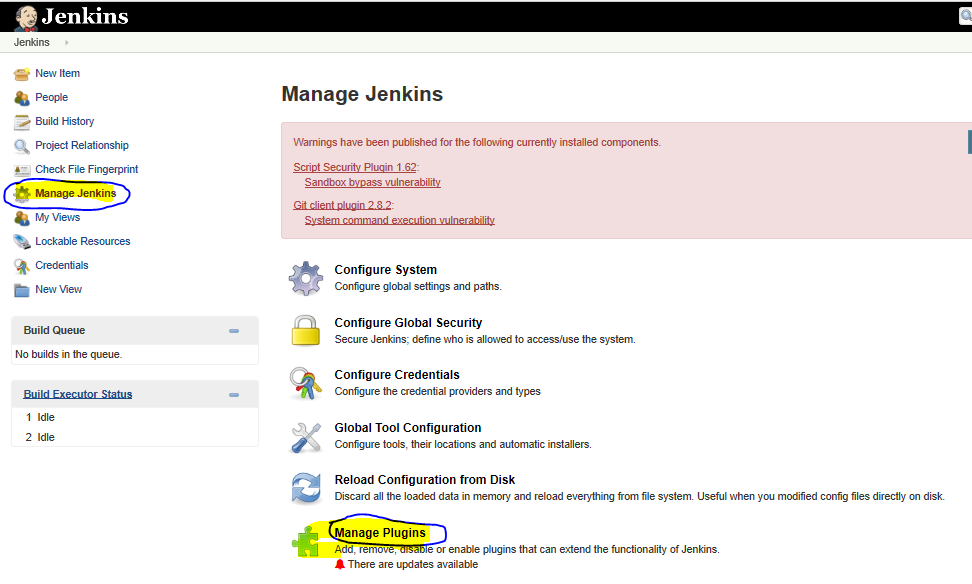 Jenkins
Jenkins
New Item
People
Build History
Project Relationship
Check File Fingerprint
Manage Jenkins
My Views
Lockable Resources
Credentials
New View
Build Queue
No builds in the queue.
Build Executor Status
1 Idle
2 Idle
Manage Jenkins
Warnings have been published for the following currently installed components.
Script Security Plugin 1.62:
Sandbox bypass vulnerability
Git client plugin 2.8.2:
System command execution vulnerability
Configure System
Configure global settings and paths.
Configure Global Security
Secure Jenkins; define who is allowed to access/use the system.
Configure Credentials
Configure the credential providers and types
Global Tool Configuration
Configure tools, their locations and automatic installers.
Reload Configuration from Disk
Discard all the loaded data in memory and reload everything from file system. Useful when you modified config files directly on disk.
Manage Plugins
Add, remove, disable or enable plugins that can extend the functionality of Jenkins.
There are updates available